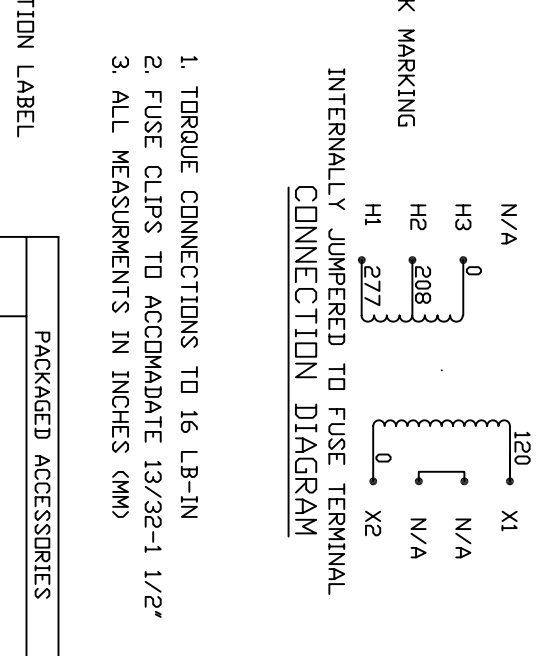 120
N/A X1
0
H3 N/A
H2 208 N/A
K MARKING
H1 277 0 X2
INTERNALLY JUMPERED TO FUSE TERMINAL
CONNECTION DIAGRAM
1. TORQUE CONNECTIONS TO 16 LB-IN
2. FUSE CLIPS TO ACCOMADATE 13/32-1 1/2"
3. ALL MEASURMENTS IN INCHES (MM)
PACKAGED ACCESSORIES
TION LABEL